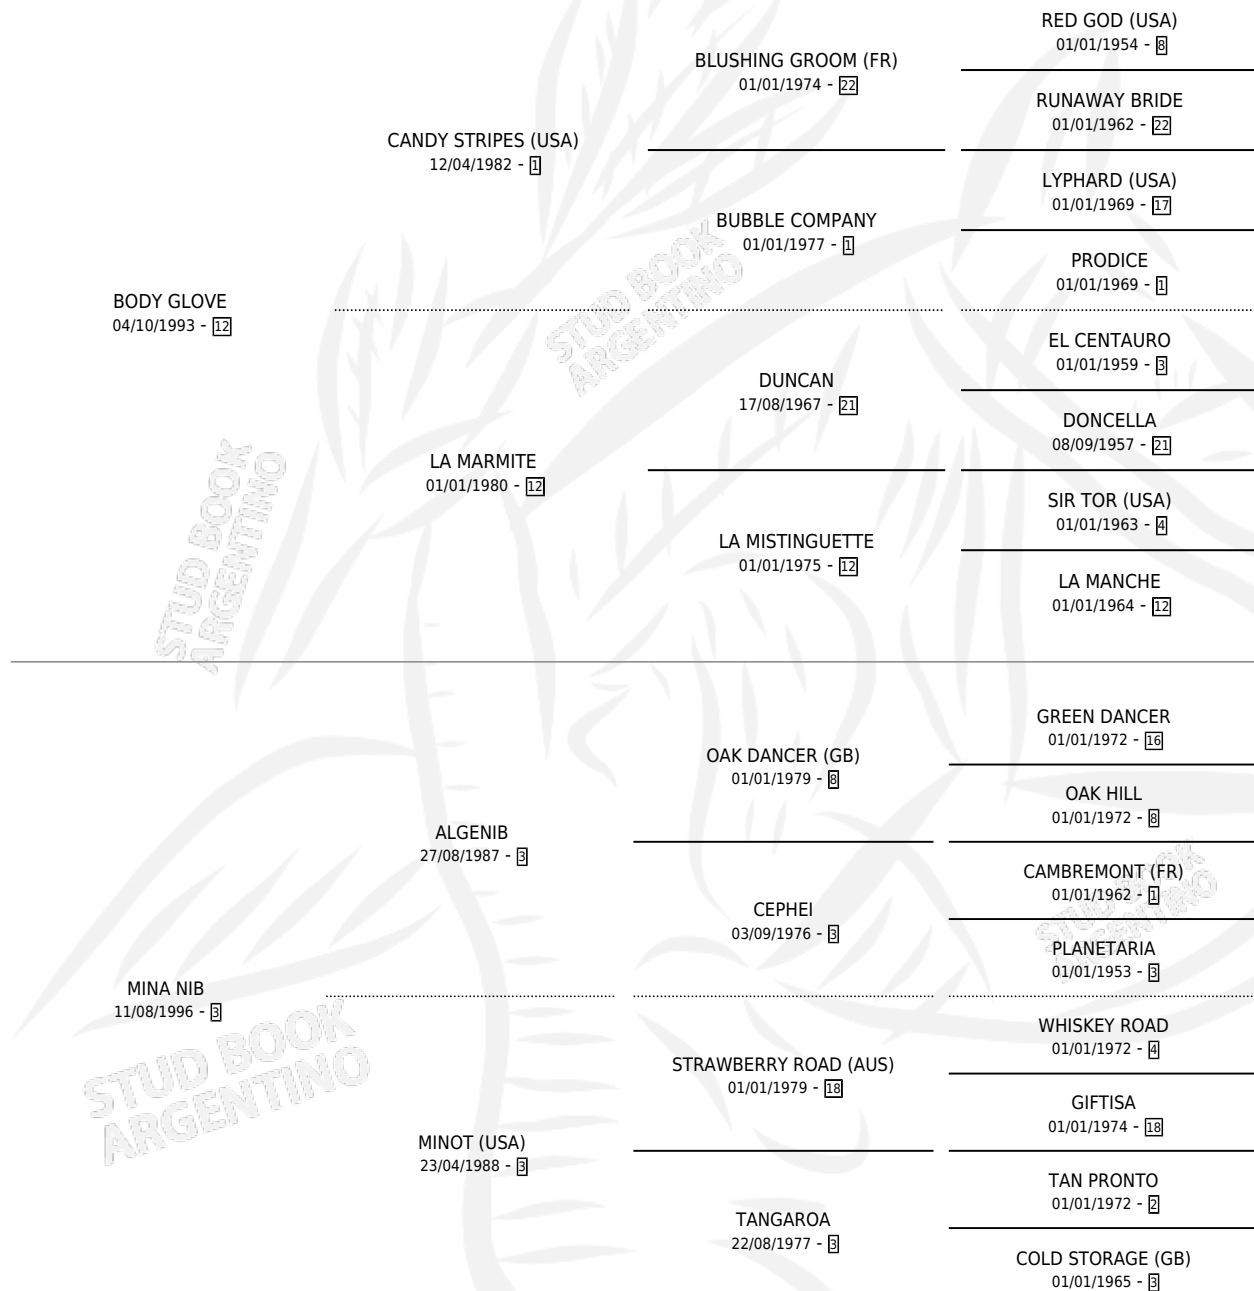 RED GOD (USA)
01/01/1954 - 8
BLUSHING GROOM (FR)
01/01/1974 - 22
RUNAWAY BRIDE
01/01/1962 - 22
CANDY STRIPES (USA)
12/04/1982 - 1
LYPHARD (USA)
01/01/1969 - 17
BUBBLE COMPANY
01/01/1977 - 1
PRODICE
01/01/1969 - 1
BODY GLOVE
04/10/1993 - 12
EL CENTAURO
01/01/1959 - 3
DUNCAN
17/08/1967 - 21
DONCELLA
08/09/1957 - 21
LA MARMITE
01/01/1980 - 12
SIR TOR (USA)
01/01/1963 - 4
LA MISTINGUETTE
01/01/1975 - 12
LA MANCHE
01/01/1964 - 12
GREEN DANCER
01/01/1972 - 16
OAK DANCER (GB)
01/01/1979 - 8
OAK HILL
01/01/1972 - 8
ALGENIB
27/08/1987 - 3
CAMBREMONT (FR)
01/01/1962 - 1
CEPHEI
03/09/1976 - 3
PLANETARIA
01/01/1953 - 3
MINA NIB
11/08/1996 - 3
WHISKEY ROAD
01/01/1972 - 4
STRAWBERRY ROAD (AUS)
01/01/1979 - 18
GIFTISA
01/01/1974 - 18
MINOT (USA)
23/04/1988 - 3
TAN PRONTO
01/01/1972 - 2
TANGAROA
22/08/1977 - 3
COLD STORAGE (GB)
01/01/1965 - 3
STUD BOOK
ARGENTINO
STUD BOOK
ARGENTINO
STUD BOOK
ARGENTINO
STUD BOOK
ARGENTINO